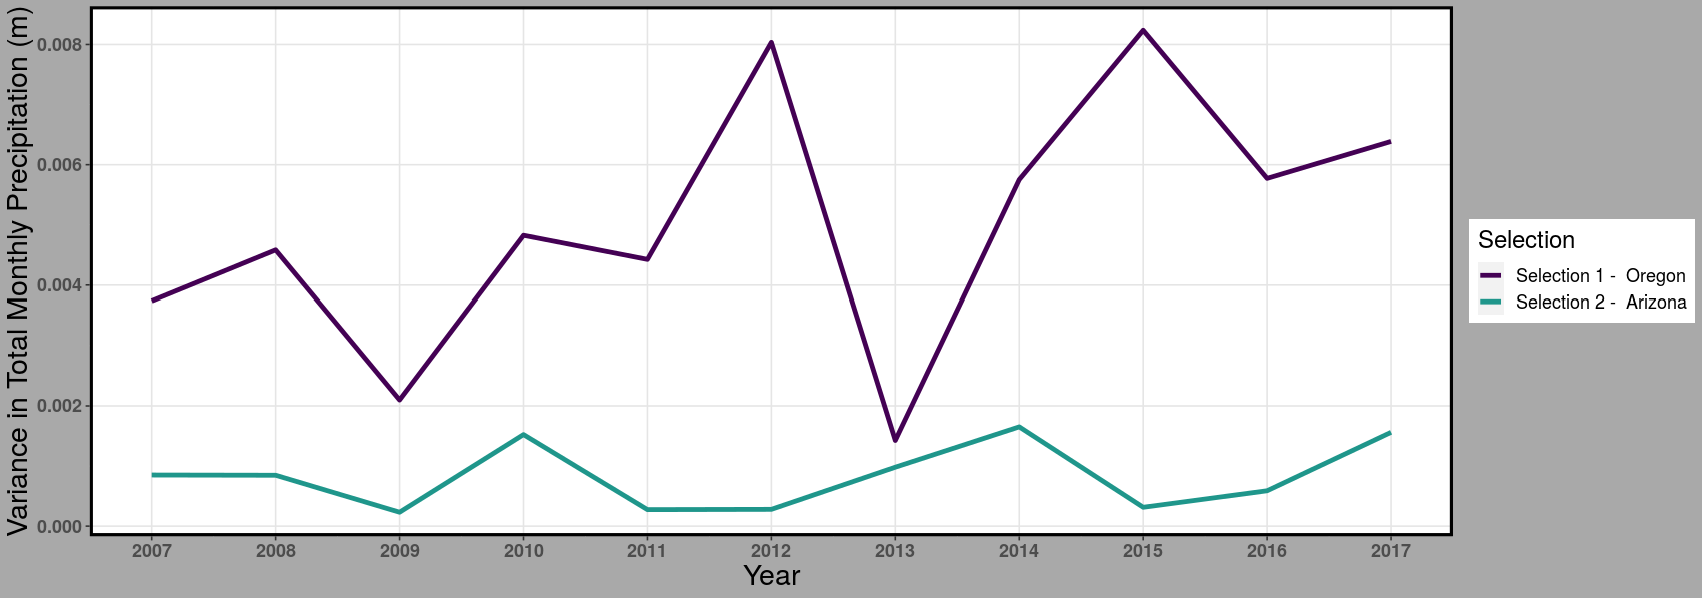 Variance in Total Monthly Precipitation (m)
0.008
0.006
0.004
0.002
0.000
2007 2008 2009 2010 2011 2012 2013 2014 2015 2016 2017
Year
Selection
Selection 1 - Oregon
Selection 2 - Arizona